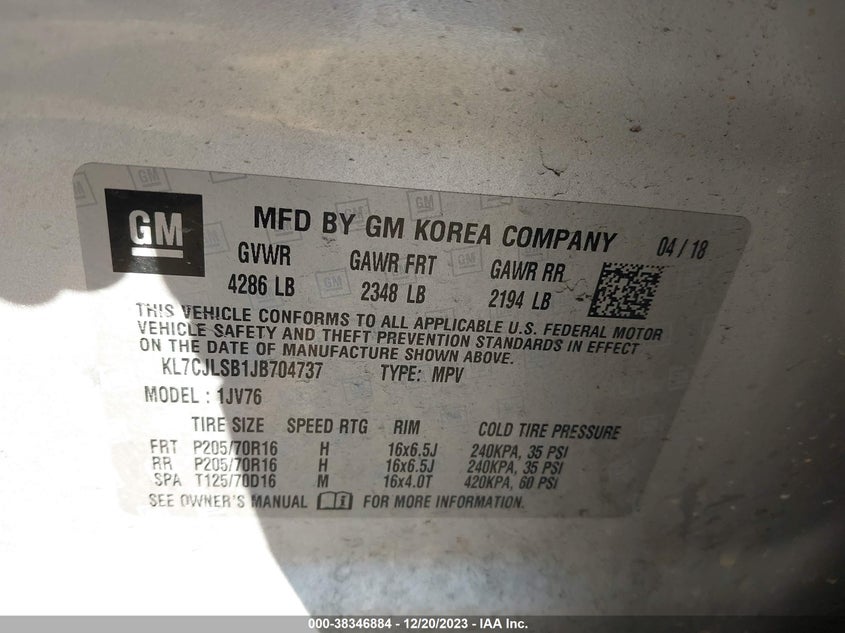 GM
MFD BY GM KOREA COMPANY 04 / 18
GVWR GAWR FRT GAWR RR
4286 LB 2348 LB 2194 LB
THIS VEHICLE CONFORMS TO ALL APPLICABLE U.S. FEDERAL MOTOR
VEHICLE SAFETY AND THEFT PREVENTION STANDARDS IN EFFECT
ON THE DATE OF MANUFACTURE SHOWN ABOVE.
KL7CJLSB1JB704737 TYPE: MPV
MODEL : 1JV76
TIRE SIZE SPEED RTG RIM COLD TIRE PRESSURE
FRT P205/70R16 H 16x6.5J 240KPA, 35 PSI
RR P205/70R16 H 16x6.5J 240KPA, 35 PSI
SPA T125/70D16 M 16x4.0T 420KPA, 60 PSI
SEE OWNER'S MANUAL FOR MORE INFORMATION.
000-38346884 - 12/20/2023 - IAA Inc.